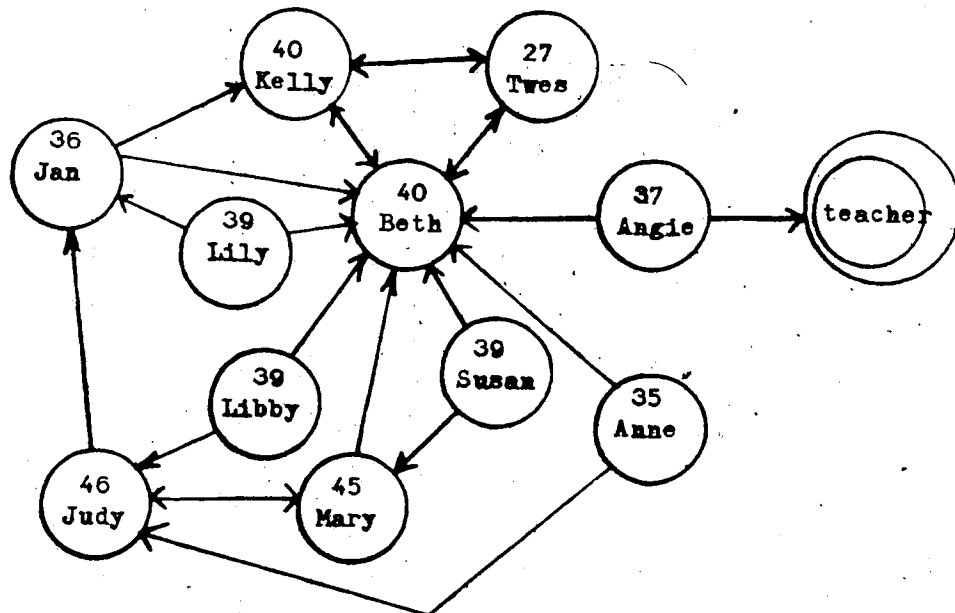 40
Kelly
27
Twes
36
Jan
39
Lily
40
Beth
37
Angie
teacher
39
Libby
39
Susan
35
Anne
46
Judy
45
Mary